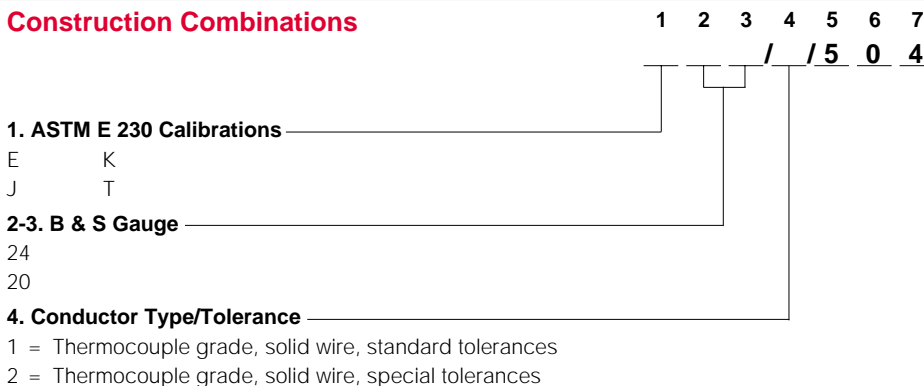 Construction Combinations
1 2 3 4 5 6 7
/ / 5 0 4
1. ASTM E 230 Calibrations
E K
J T
2-3. B & S Gauge
24
20
4. Conductor Type/Tolerance
1 = Thermocouple grade, solid wire, standard tolerances
2 = Thermocouple grade, solid wire, special tolerances